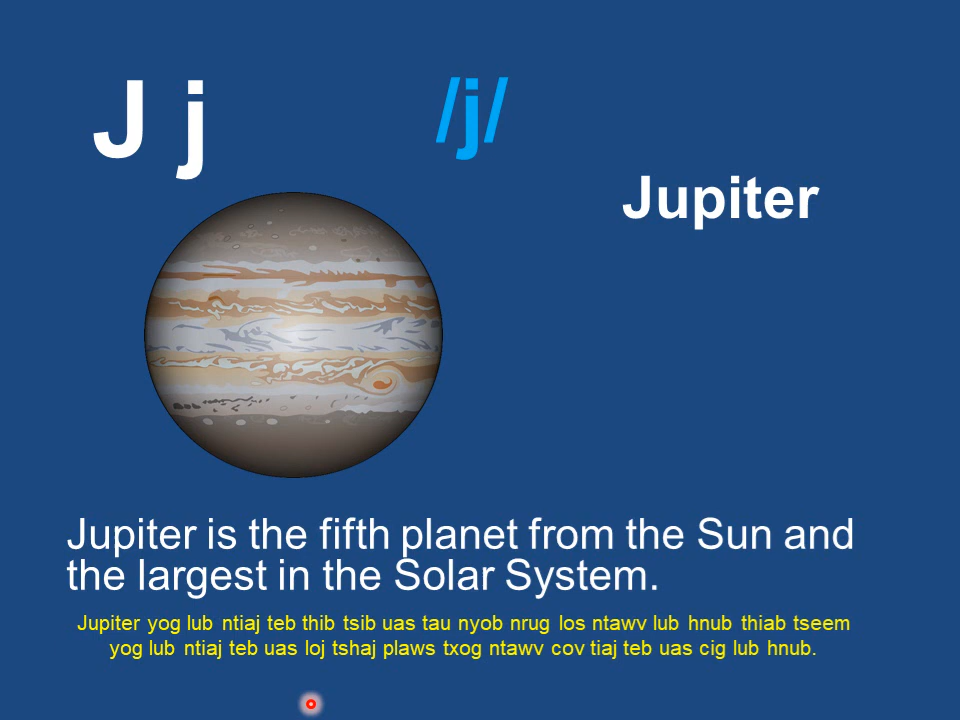 J j
/j/
Jupiter
Jupiter is the fifth planet from the Sun and
the largest in the Solar System.
Jupiter yog lub ntiaj teb thib tsib uas tau nyob nrug los ntawv lub hnub thiab tseem
yog lub ntiaj teb uas loj tshaj plaws txog ntawv cov tiaj teb uas cig lub hnub.